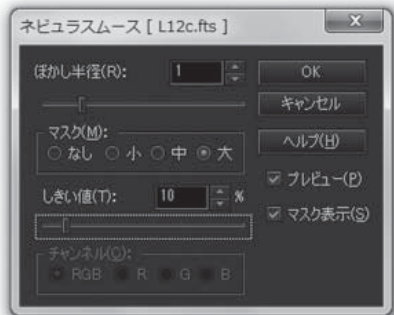 ネビュラスムース [ L12c.fts ]
x
ぼかし半径(R): 1
OK
キャンセル
マスク(M):
なし 小 中 大
ヘルプ(H)
しきい値(T): 10 %
プレビュー(P)
マスク表示(S)
チャンネル(C):
RGB R G B